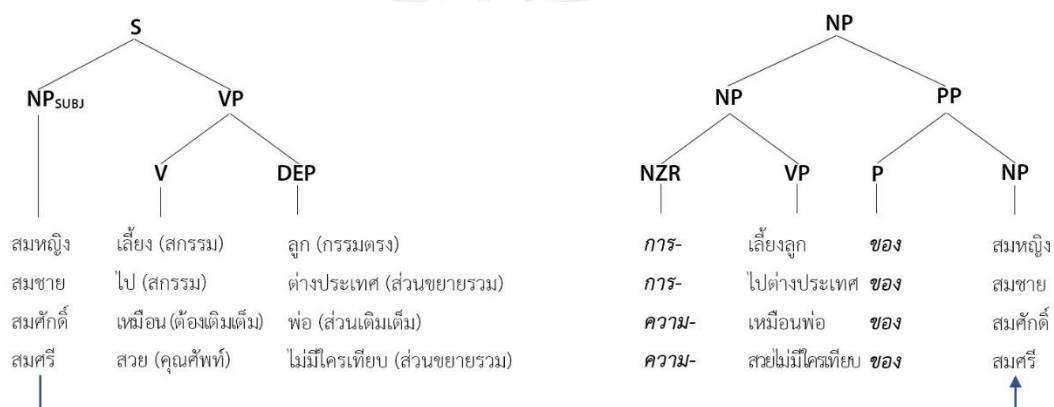 S NP
NP_SUBJ VP NP PP
V DEP NZR VP P NP
สมหญิง เลี้ยง (สกรรม) ลูก (กรรมตรง) การ- เลี้ยงลูก ของ สมหญิง
สมชาย ไป (สกรรม) ต่างประเทศ (ส่วนขยายรวม) การ- ไปต่างประเทศ ของ สมชาย
สมศักดิ์ เหมือน (ต้องเติมเต็ม) พ่อ (ส่วนเติมเต็ม) ความ- เหมือนพ่อ ของ สมศักดิ์
สมศรี สวย (คุณศัพท์) ไม่มีใครเทียบ (ส่วนขยายรวม) ความ- สวยไม่มีใครเทียบ ของ สมศรี